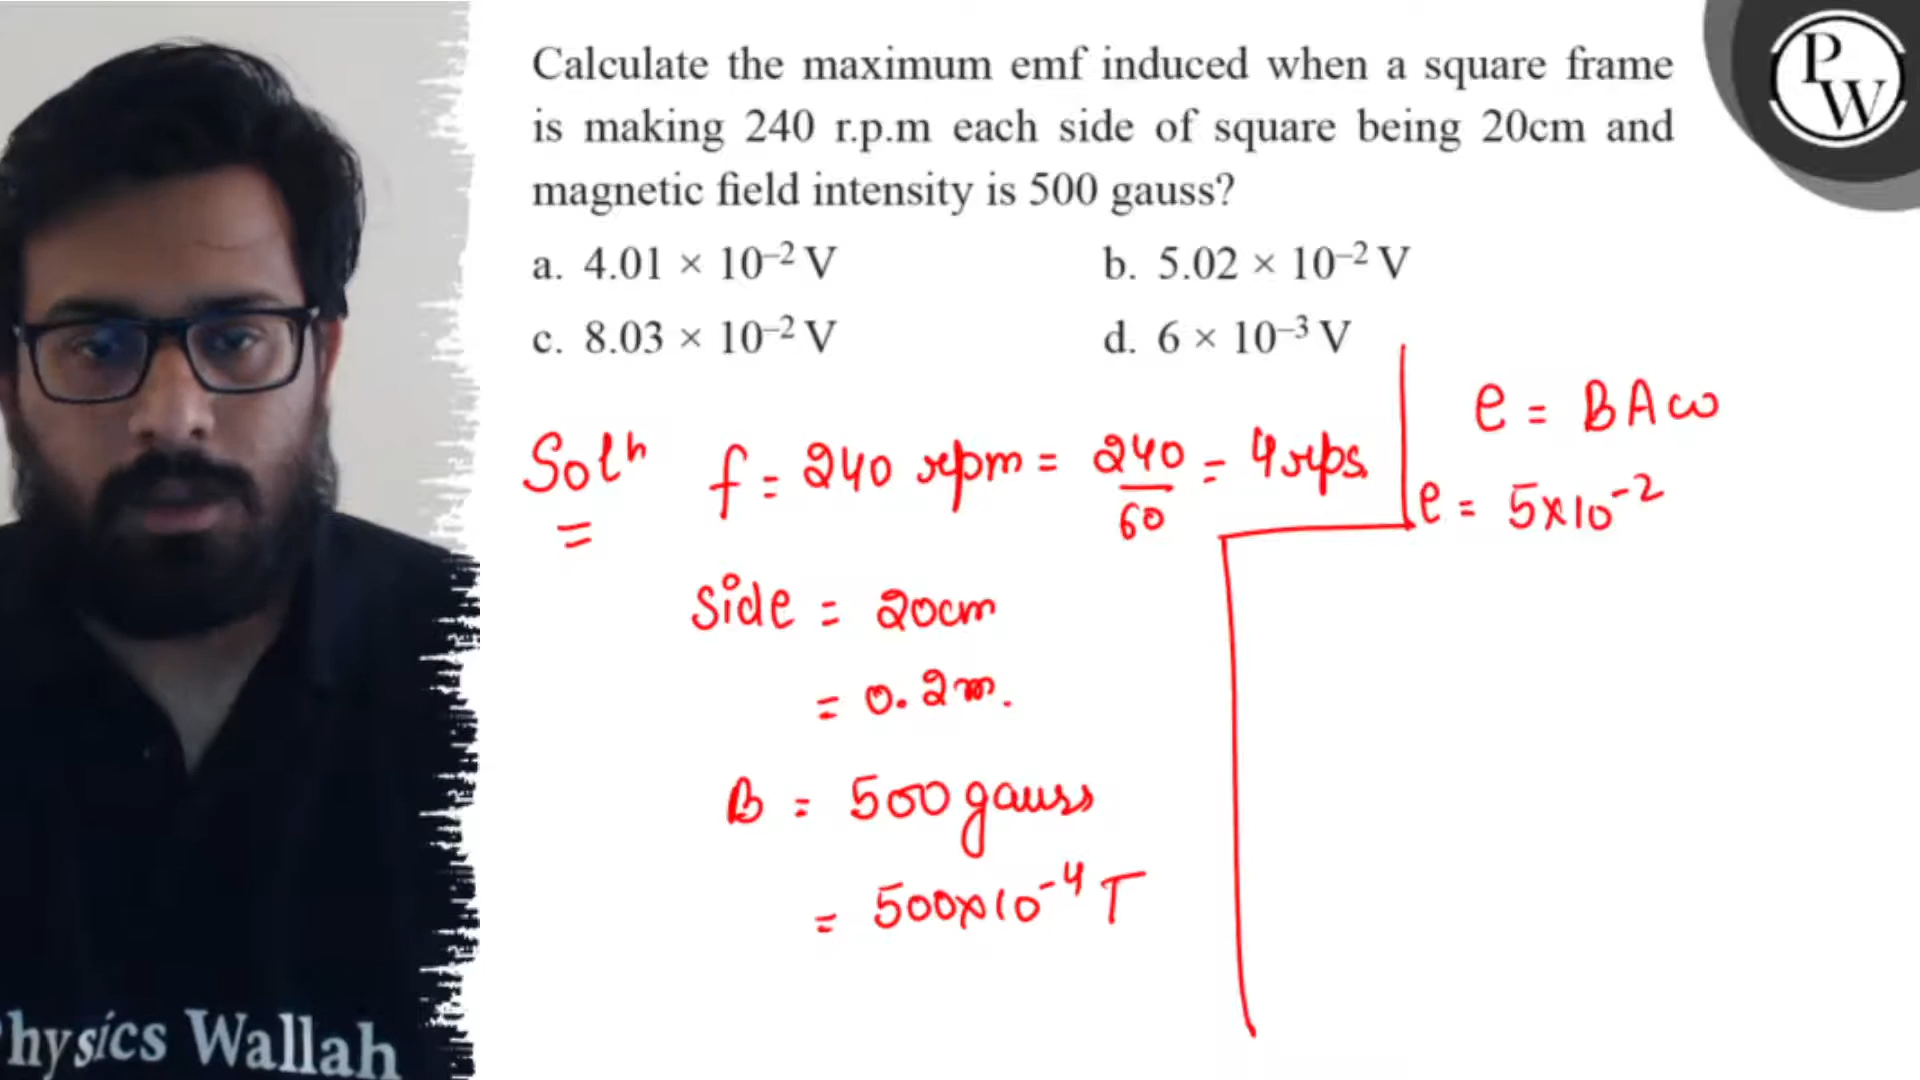 Calculate the maximum emf induced when a square frame
is making 240 r.p.m each side of square being 20cm and
magnetic field intensity is 500 gauss?
a. 4.01 × 10⁻² V
b. 5.02 × 10⁻² V
c. 8.03 × 10⁻² V
d. 6 × 10⁻³ V
Solⁿ f = 240 rpm = 240/60 = 4 rps.
side = 20cm
= 0.2m.
B = 500 gauss
= 500×10⁻⁴ T
e = BAω
e = 5×10⁻²
PW
hysics Wallah